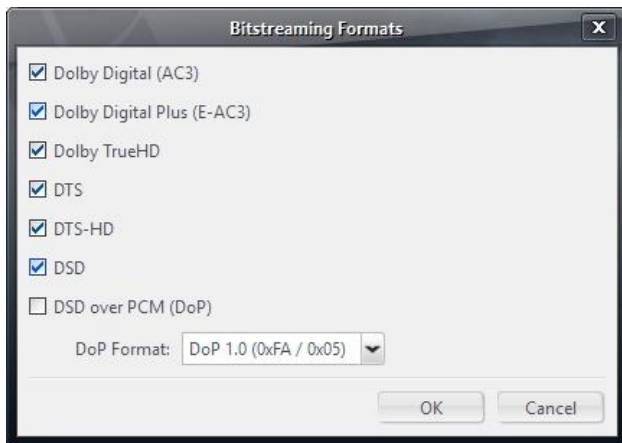 Bitstreaming Formats
X
Dolby Digital (AC3)
Dolby Digital Plus (E-AC3)
Dolby TrueHD
DTS
DTS-HD
DSD
DSD over PCM (DoP)
DoP Format: DoP 1.0 (0xFA / 0x05)
OK Cancel